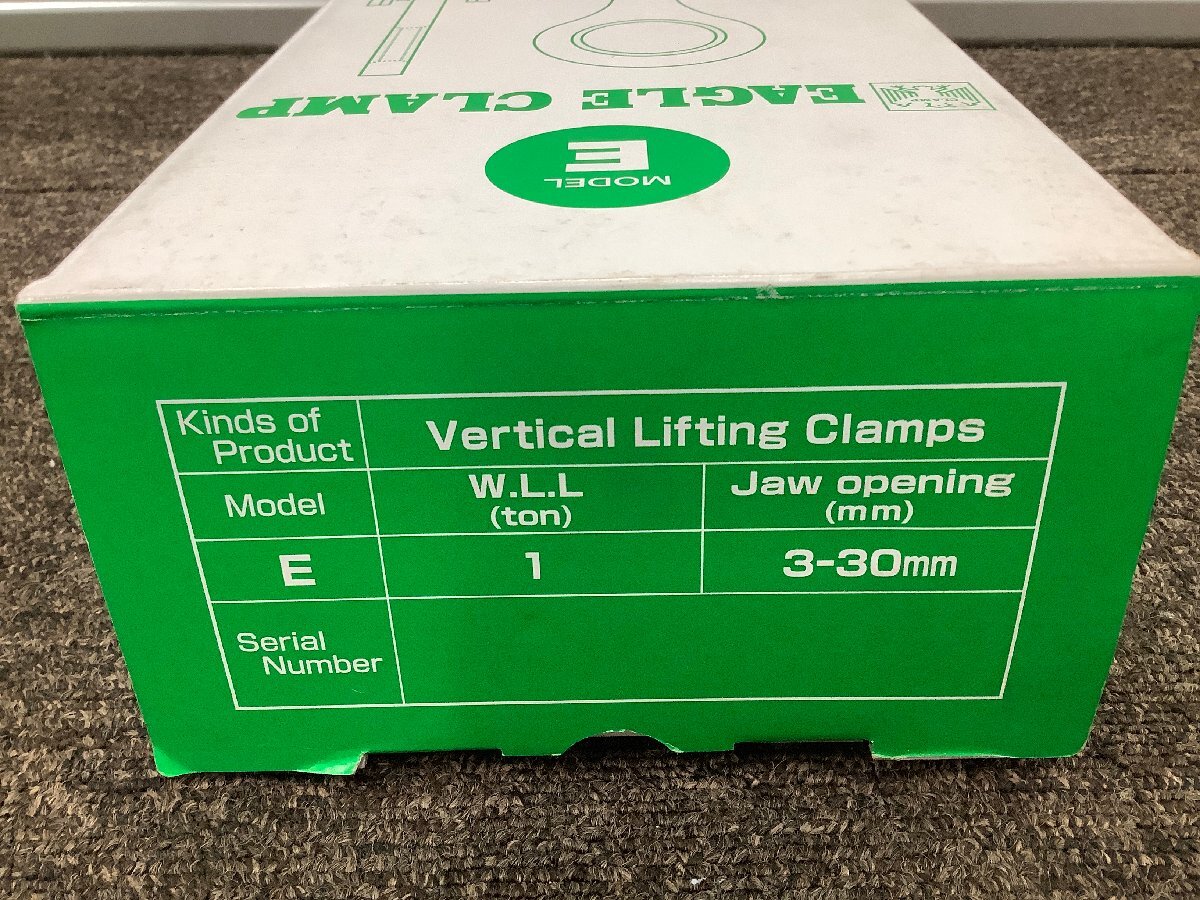 EAGLE CLAMP
MODEL
E
Kinds of
Product
Vertical Lifting Clamps
Model
W.L.L
(ton)
Jaw opening
(mm)
E
1
3-30mm
Serial
Number